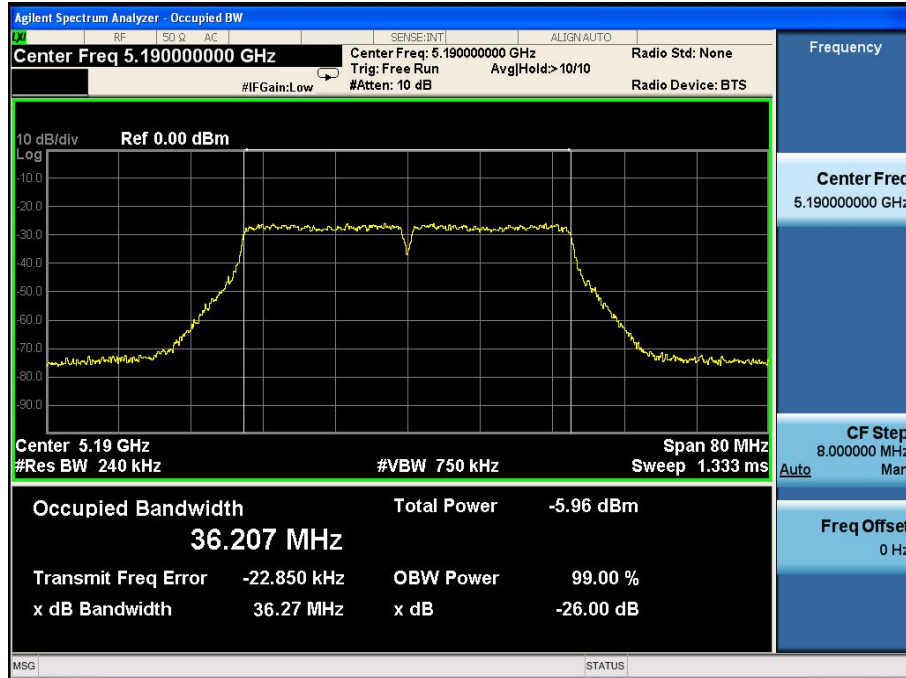 Agilent Spectrum Analyzer - Occupied BW
LXI RF 50 Ω AC SENSE:INT ALIGN AUTO
Center Freq 5.190000000 GHz
Center Freq: 5.190000000 GHz Radio Std: None
Trig: Free Run Avg|Hold:>10/10
#IFGain:Low #Atten: 10 dB Radio Device: BTS
10 dB/div Ref 0.00 dBm
Log
-10.0
-20.0
-30.0
-40.0
-50.0
-60.0
-70.0
-80.0
-90.0
Center 5.19 GHz Span 80 MHz
#Res BW 240 kHz #VBW 750 kHz Sweep 1.333 ms
Occupied Bandwidth Total Power -5.96 dBm
36.207 MHz
Transmit Freq Error -22.850 kHz OBW Power 99.00 %
x dB Bandwidth 36.27 MHz x dB -26.00 dB
MSG STATUS
Frequency
Center Freq
5.190000000 GHz
CF Step
8.000000 MHz
Auto Man
Freq Offset
0 Hz